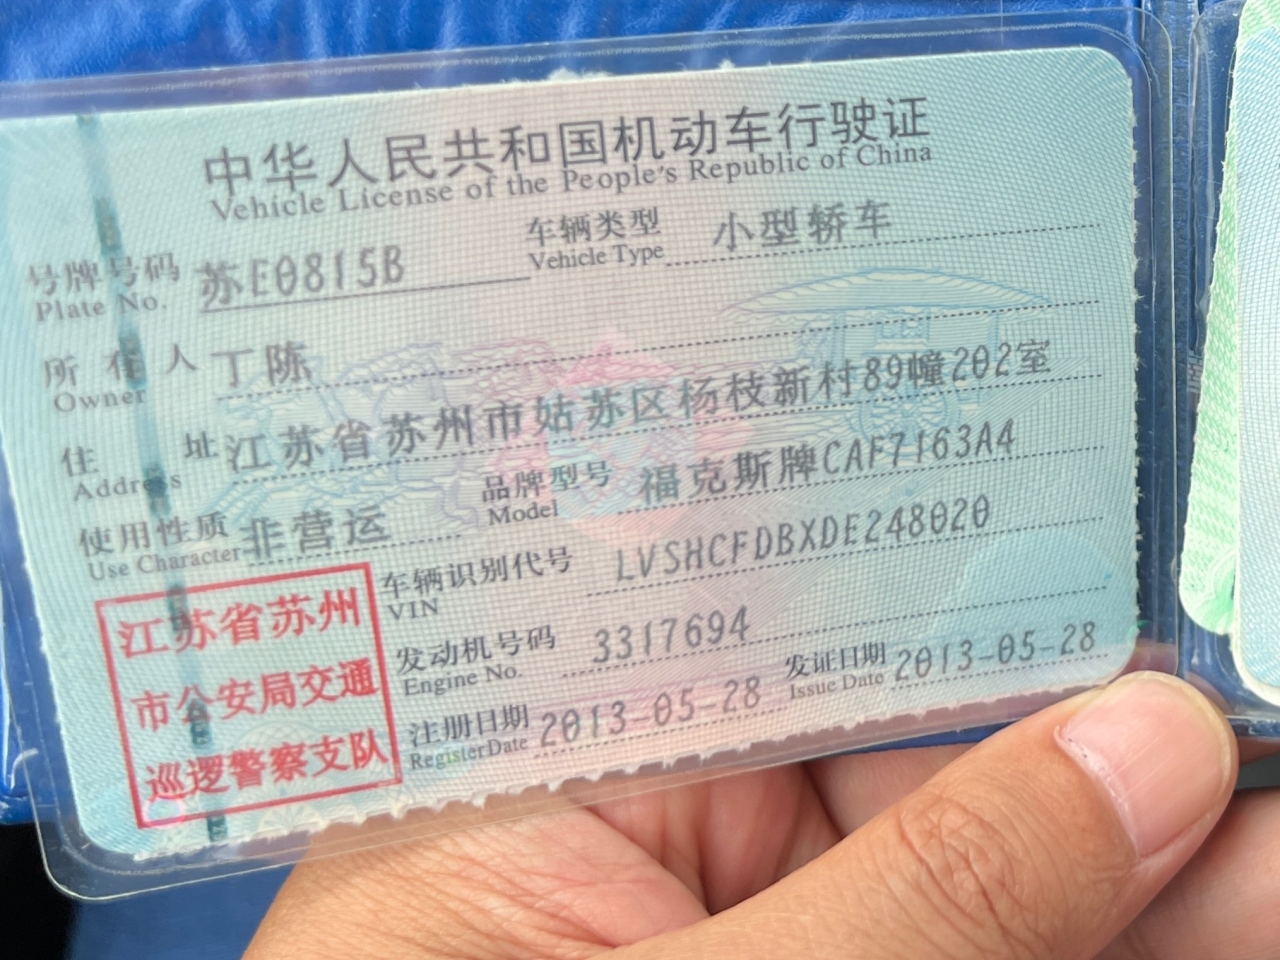 中华人民共和国机动车行驶证
Vehicle License of the People's Republic of China
号牌号码 苏E0815B 车辆类型 小型轿车
Plate No. Vehicle Type
所有人 丁陈
Owner
住址 江苏省苏州市姑苏区杨枝新村89幢202室
Address
使用性质 非营运 品牌型号 福克斯牌CAF7163A4
Use Character Model
车辆识别代号 LVSHCFDBXDE248020
VIN
发动机号码 3317694
Engine No.
注册日期 2013-05-28 发证日期 2013-05-28
RegisterDate Issue Date
江苏省苏州
市公安局交通
巡逻警察支队